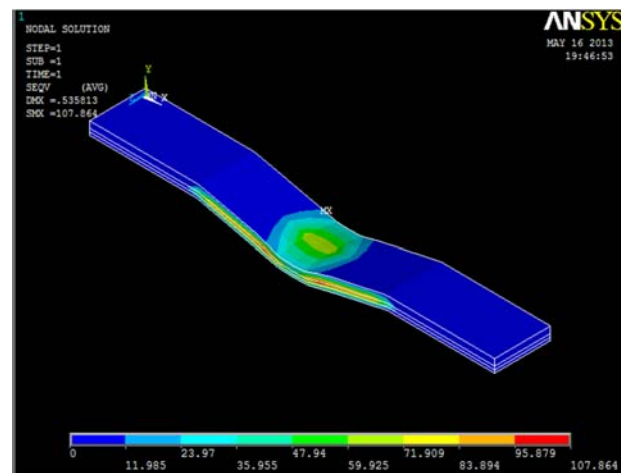 1
NODAL SOLUTION
ANSYS
MAY 16 2013
19:46:53
STEP=1
SUB =1
TIME=1
SEQV (AVG)
DMX =.535813
SMX =107.864
Y
X
MX
0 23.97 47.94 71.909 95.879
11.985 35.955 59.925 83.894 107.864